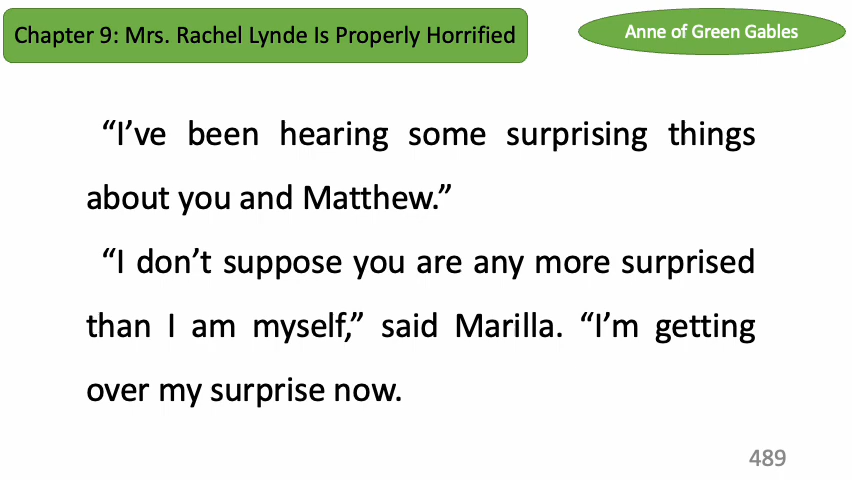 Chapter 9: Mrs. Rachel Lynde Is Properly Horrified
Anne of Green Gables
“I’ve been hearing some surprising things
about you and Matthew.”
“I don’t suppose you are any more surprised
than I am myself,” said Marilla. “I’m getting
over my surprise now.
489